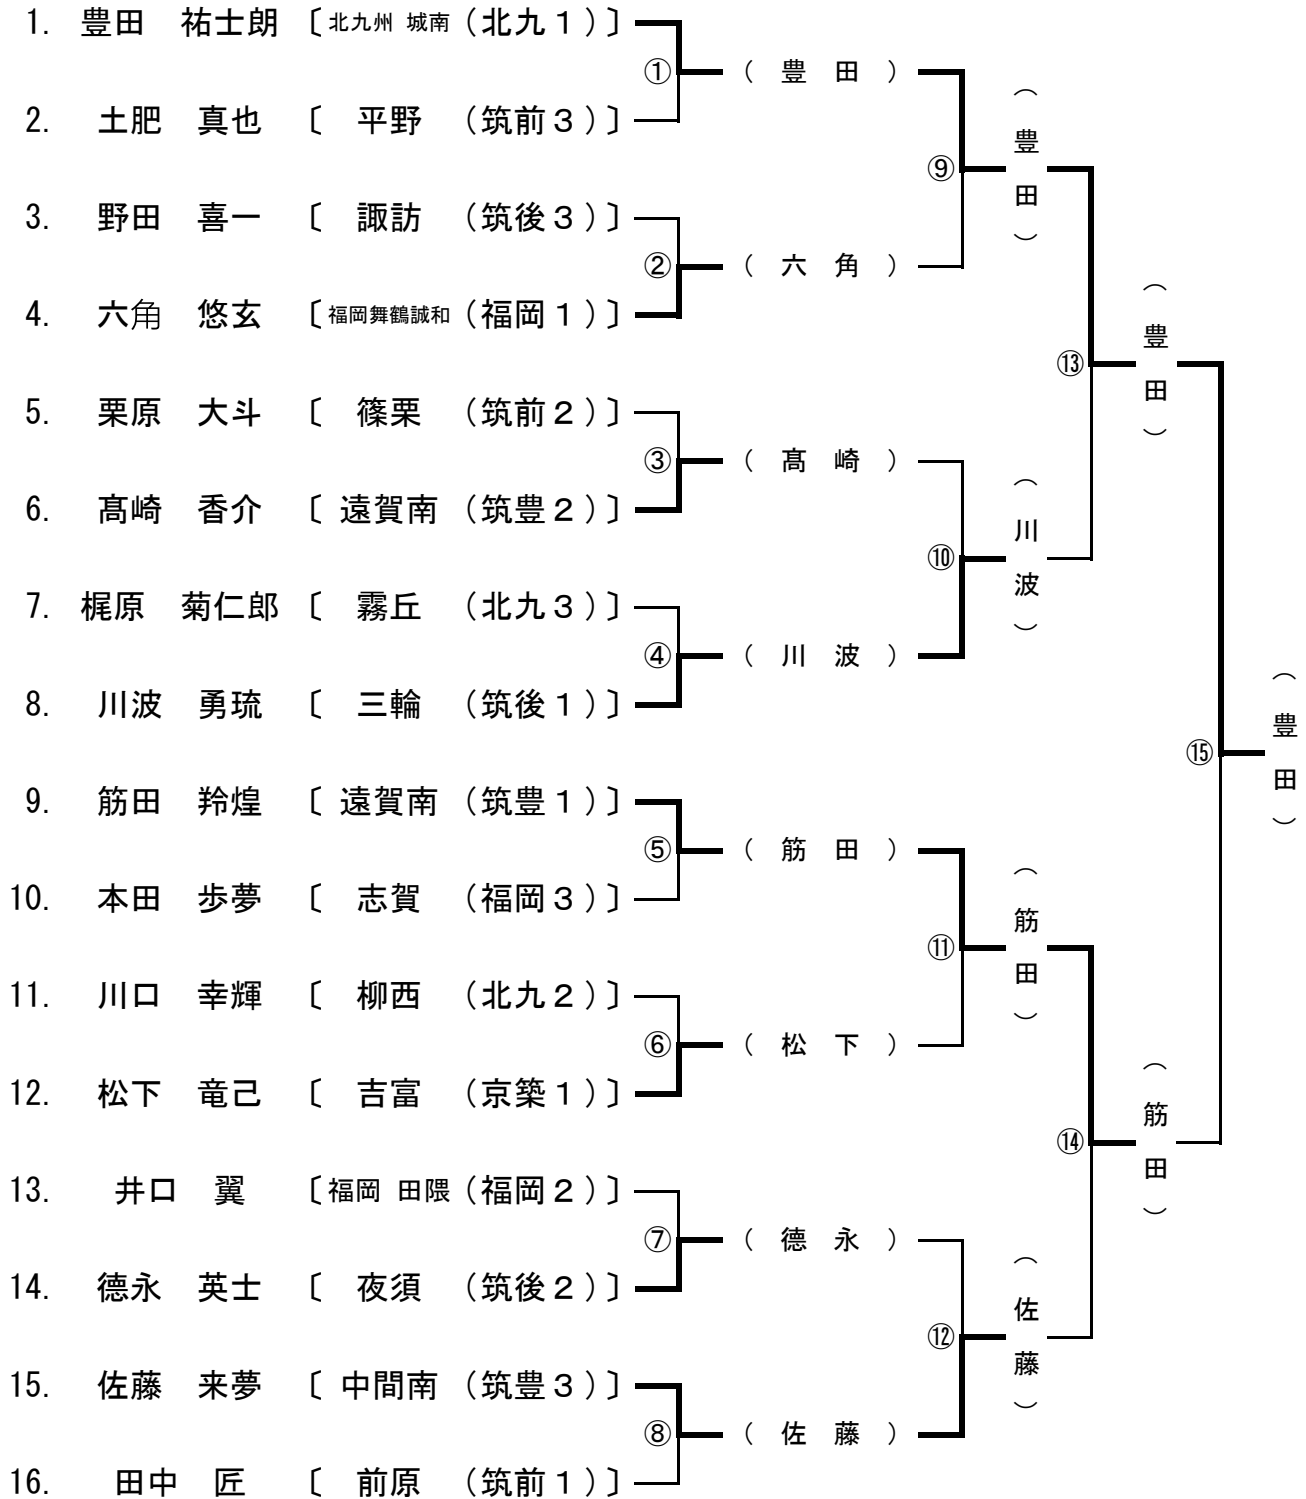 1. 豊田 祐士朗 〔北九州 城南（北九１）〕
① （ 豊 田 ）
2. 土肥 真也 〔 平野 （筑前３）〕
⑨ （豊田）
3. 野田 喜一 〔 諏訪 （筑後３）〕
② （ 六 角 ）
4. 六角 悠玄 〔福岡舞鶴誠和（福岡１）〕
⑬ （豊田）
5. 栗原 大斗 〔 篠栗 （筑前２）〕
③ （ 髙 崎 ）
6. 髙崎 香介 〔 遠賀南 （筑豊２）〕
⑩ （川波）
7. 梶原 菊仁郎 〔 霧丘 （北九３）〕
④ （ 川 波 ）
8. 川波 勇琉 〔 三輪 （筑後１）〕
⑮ （豊田）
9. 筋田 羚煌 〔 遠賀南 （筑豊１）〕
⑤ （ 筋 田 ）
10. 本田 歩夢 〔 志賀 （福岡３）〕
⑪ （筋田）
11. 川口 幸輝 〔 柳西 （北九２）〕
⑥ （ 松 下 ）
12. 松下 竜己 〔 吉富 （京築１）〕
⑭ （筋田）
13. 井口 翼 〔福岡 田隈（福岡２）〕
⑦ （ 德 永 ）
14. 德永 英士 〔 夜須 （筑後２）〕
⑫ （佐藤）
15. 佐藤 来夢 〔 中間南 （筑豊３）〕
⑧ （ 佐 藤 ）
16. 田中 匠 〔 前原 （筑前１）〕